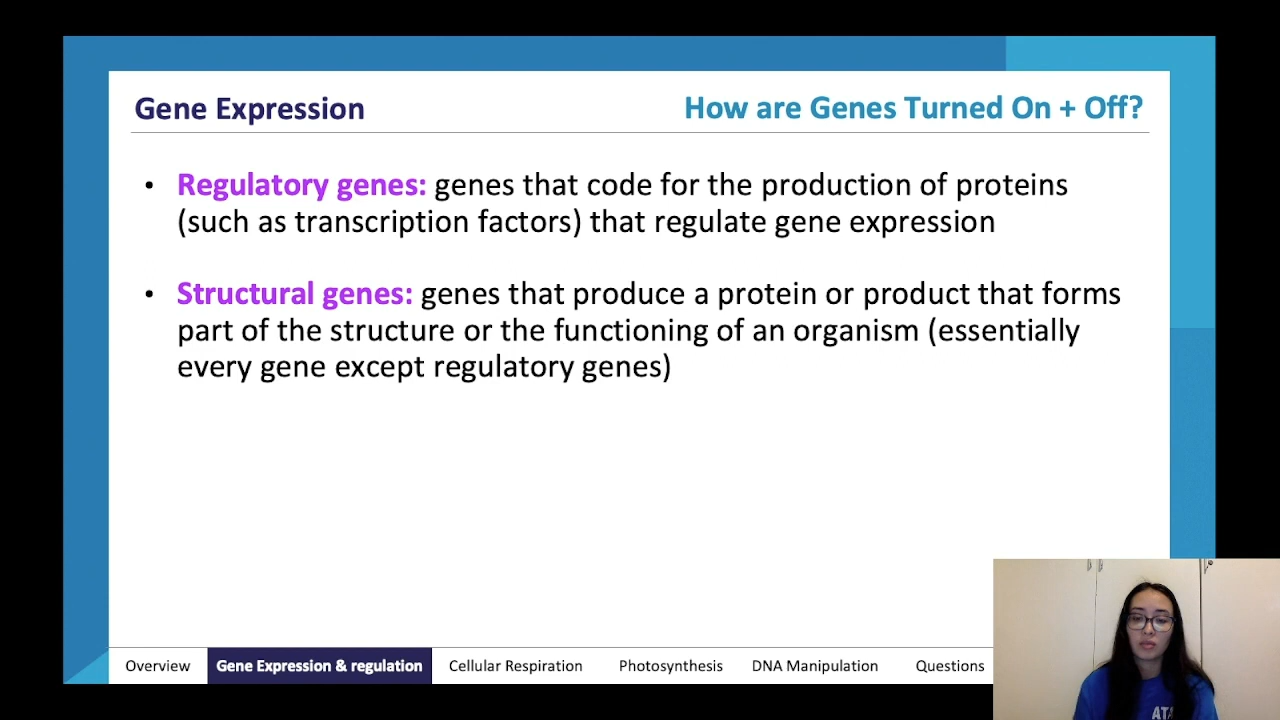 Gene Expression
How are Genes Turned On + Off?
• Regulatory genes: genes that code for the production of proteins
(such as transcription factors) that regulate gene expression
• Structural genes: genes that produce a protein or product that forms
part of the structure or the functioning of an organism (essentially
every gene except regulatory genes)
Overview
Gene Expression & regulation
Cellular Respiration
Photosynthesis
DNA Manipulation
Questions